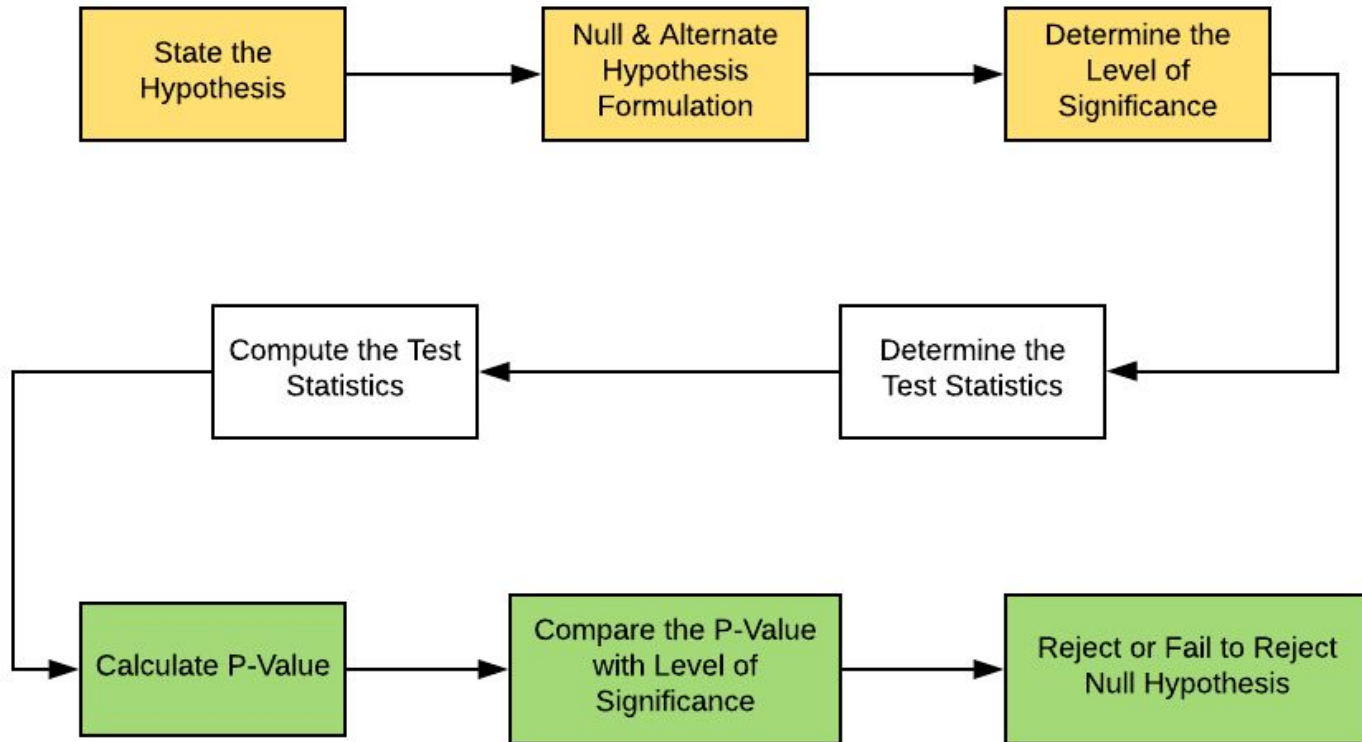 State the
Hypothesis
Null & Alternate
Hypothesis
Formulation
Determine the
Level of
Significance
Determine the
Test Statistics
Compute the Test
Statistics
Calculate P-Value
Compare the P-Value
with Level of
Significance
Reject or Fail to Reject
Null Hypothesis